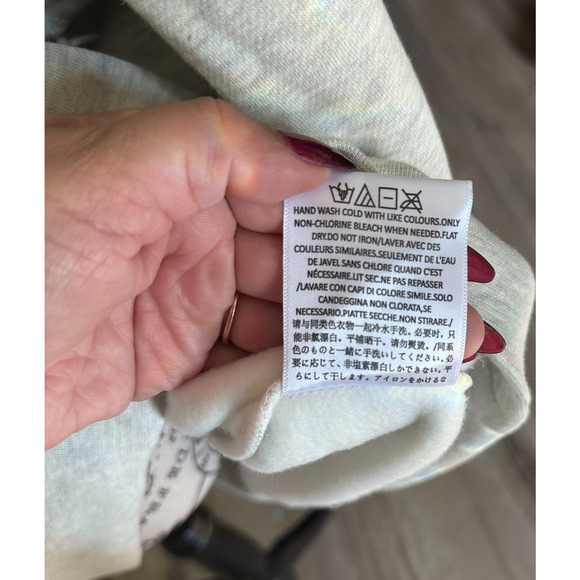 HAND WASH COLD WITH LIKE COLOURS.ONLY
NON-CHLORINE BLEACH WHEN NEEDED.FLAT
DRY.DO NOT IRON/LAVER AVEC DES
COULEURS SIMILAIRES.SEULEMENT DE L'EAU
DE JAVEL SANS CHLORE QUAND C'EST
NÉCESSAIRE.LIT SEC.NE PAS REPASSER
/LAVARE CON CAPI DI COLORE SIMILE.SOLO
CANDEGGINA NON CLORATA,SE
NECESSARIO.PIATTE SECCHE.NON STIRARE./
请与同类色衣物一起冷水手洗。必要时，只
能非氯漂白。平铺晒干。请勿熨烫。/同系
色のものと一緒に手洗いしてください。必
要に応じて、非塩素漂白しかできない。平
らにして干します。アイロンをかけるな
DE FR